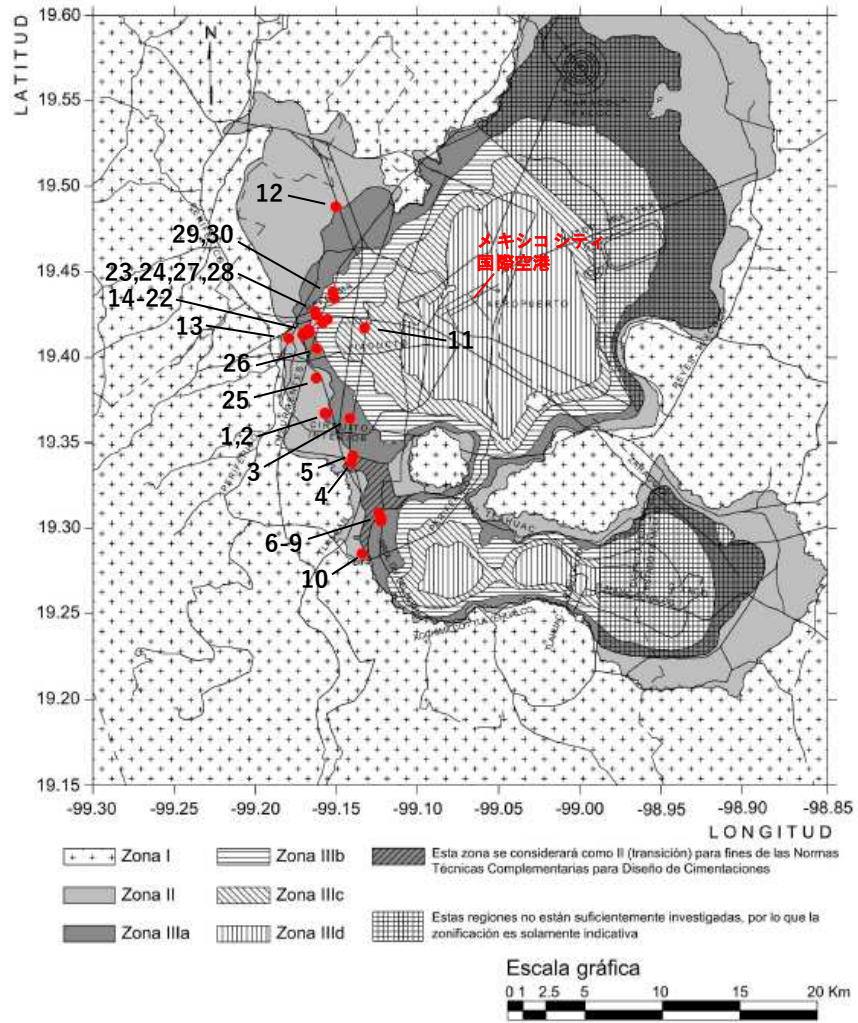 LATITUD
19.60
N
19.55
"CARACOL"
TEXCOCO
19.50
12
29,30
メキシコシティ
国際空港
19.45
23,24,27,28
14-22
AEROPUERTO
13
11
VIADUCTO
19.40
26
25
1,2
CIRCUITO
INTERIOR
19.35
3
5
4
TLAHUAC
19.30
6-9
10
19.25
19.20
19.15
-99.30 -99.25 -99.20 -99.15 -99.10 -99.05 -99.00 -98.95 -98.90 -98.85
LONGITUD
Zona I
Zona II
Zona IIIa
Zona IIIb
Zona IIIc
Zona IIId
Esta zona se considerará como II (transición) para fines de las Normas
Técnicas Complementarias para Diseño de Cimentaciones
Estas regiones no están suficientemente investigadas, por lo que la
zonificación es solamente indicativa
Escala gráfica
0 1 2.5 5 10 15 20 Km